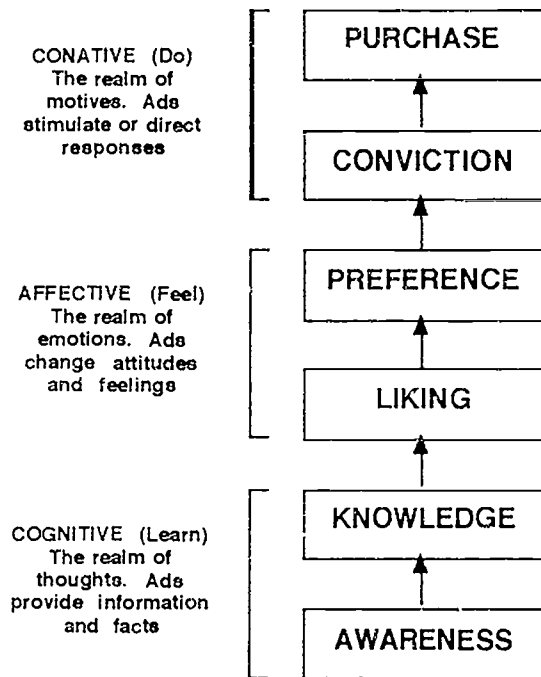 CONATIVE (Do)
The realm of
motives. Ads
stimulate or direct
responses
PURCHASE
CONVICTION
AFFECTIVE (Feel)
The realm of
emotions. Ads
change attitudes
and feelings
PREFERENCE
LIKING
COGNITIVE (Learn)
The realm of
thoughts. Ads
provide information
and facts
KNOWLEDGE
AWARENESS